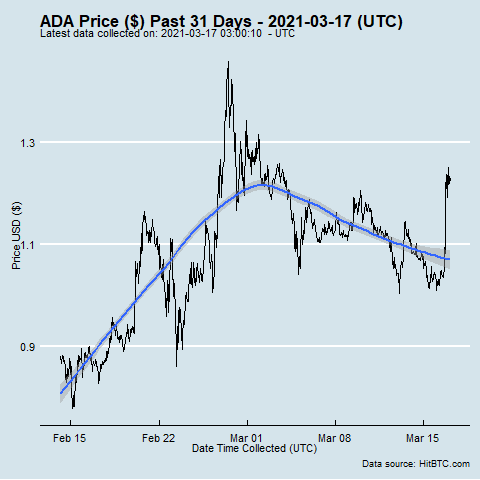 ADA Price ($) Past 31 Days - 2021-03-17 (UTC)
Latest data collected on: 2021-03-17 03:00:10 - UTC
Price USD ($)
1.3
1.1
0.9
Feb 15 Feb 22 Mar 01 Mar 08 Mar 15
Date Time Collected (UTC)
Data source: HitBTC.com